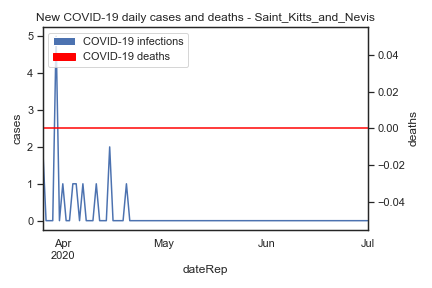 New COVID-19 daily cases and deaths - Saint_Kitts_and_Nevis
COVID-19 infections
COVID-19 deaths
5
4
3
2
1
0
cases
0.04
0.02
0.00
−0.02
−0.04
deaths
Apr
2020
May
Jun
Jul
dateRep